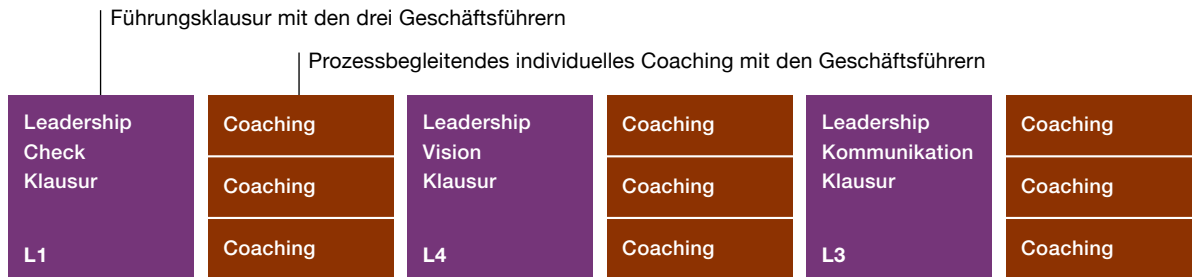 Führungsklausur mit den drei Geschäftsführern
Prozessbegleitendes individuelles Coaching mit den Geschäftsführern
Leadership
Check
Klausur
L1
Coaching
Coaching
Coaching
Leadership
Vision
Klausur
L4
Coaching
Coaching
Coaching
Leadership
Kommunikation
Klausur
L3
Coaching
Coaching
Coaching